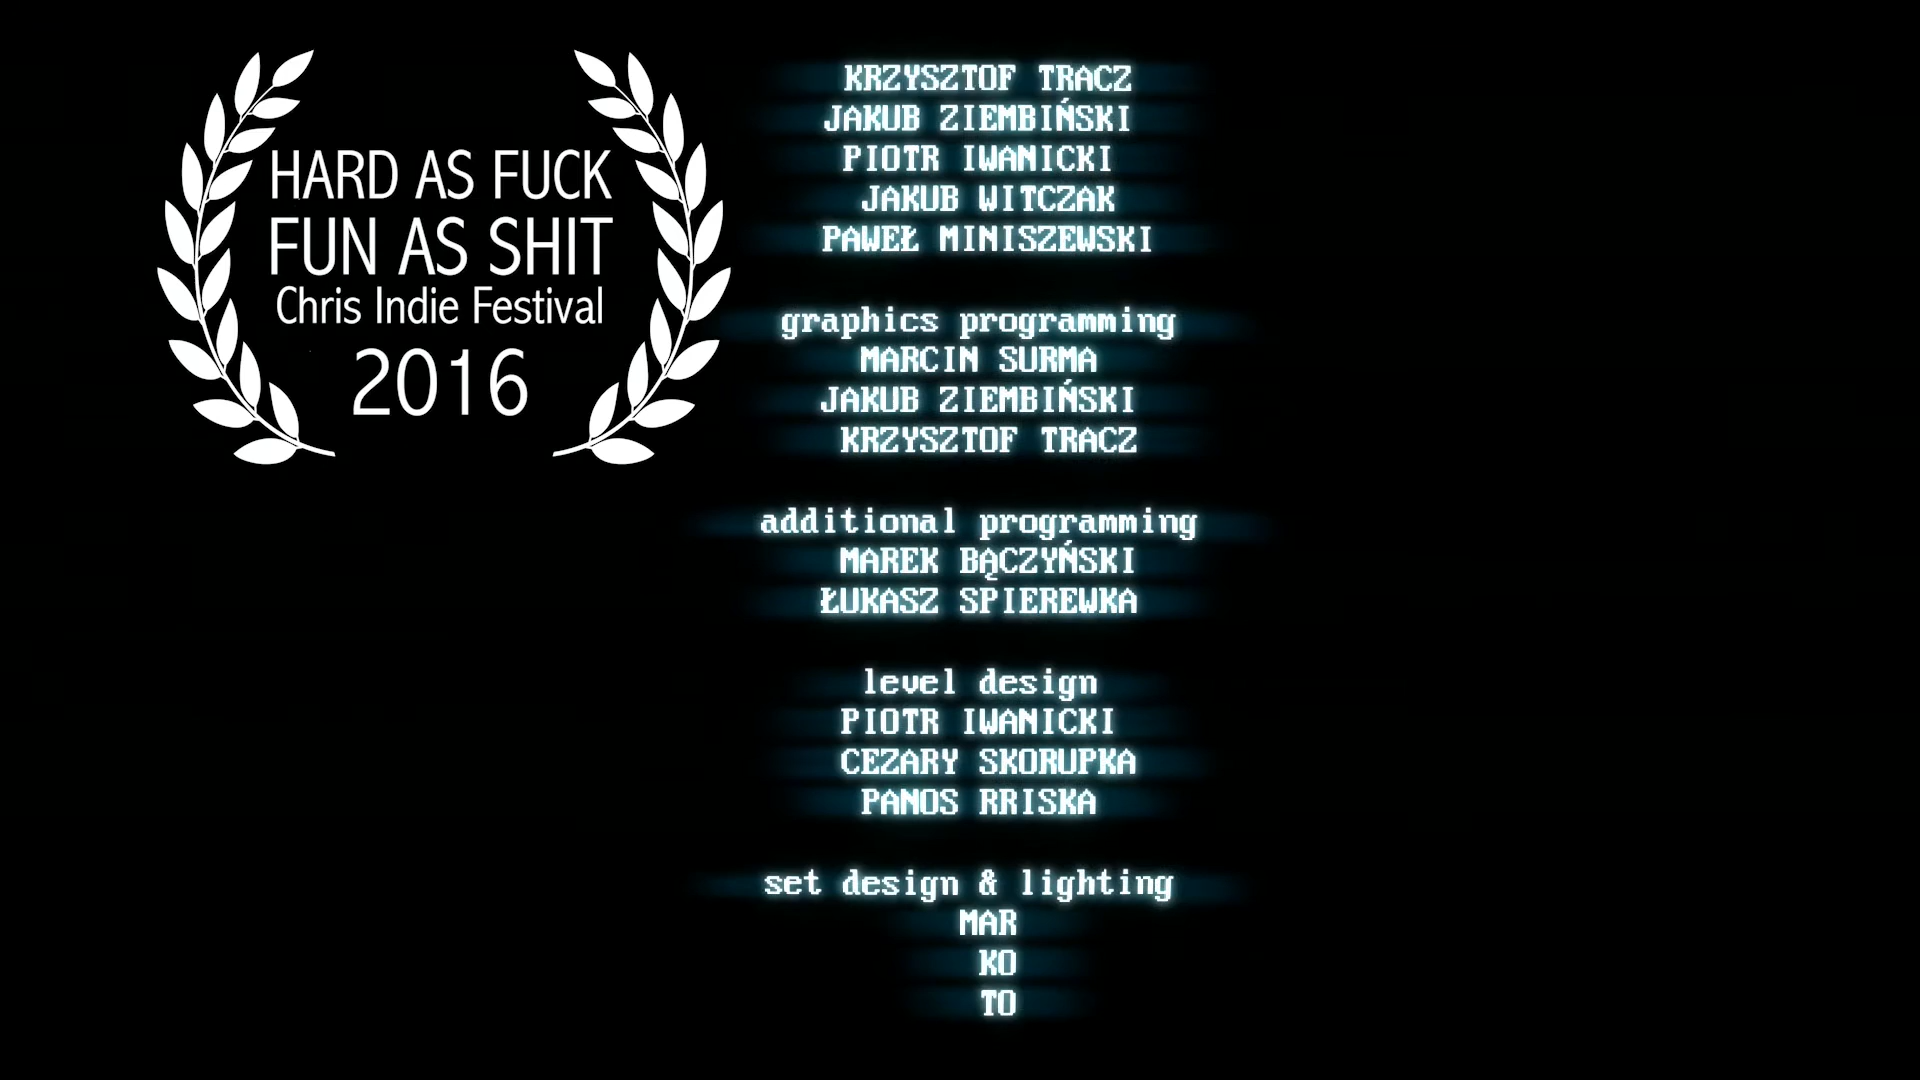 HARD AS FUCK
FUN AS SHIT
Chris Indie Festival
2016
KRZYSZTOF TRACZ
JAKUB ZIEMBIŃSKI
PIOTR IWANICKI
JAKUB WITCZAK
PAWEŁ MINISZEWSKI
graphics programming
MARCIN SURMA
JAKUB ZIEMBIŃSKI
KRZYSZTOF TRACZ
additional programming
MAREK BĄCZYŃSKI
ŁUKASZ SPIEREWKA
level design
PIOTR IWANICKI
CEZARY SKORUPKA
PANOS RRISKA
set design & lighting
MAR
KO
TO